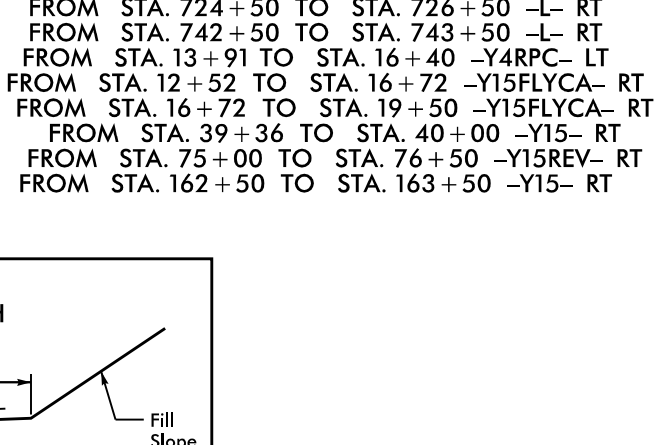 FROM STA. 724+50 TO STA. 726+50 -L- RT
FROM STA. 742+50 TO STA. 743+50 -L- RT
FROM STA. 13+91 TO STA. 16+40 -Y4RPC- LT
FROM STA. 12+52 TO STA. 16+72 -Y15FLYCA- RT
FROM STA. 16+72 TO STA. 19+50 -Y15FLYCA- RT
FROM STA. 39+36 TO STA. 40+00 -Y15- RT
FROM STA. 75+00 TO STA. 76+50 -Y15REV- RT
FROM STA. 162+50 TO STA. 163+50 -Y15- RT
Fill
Slope